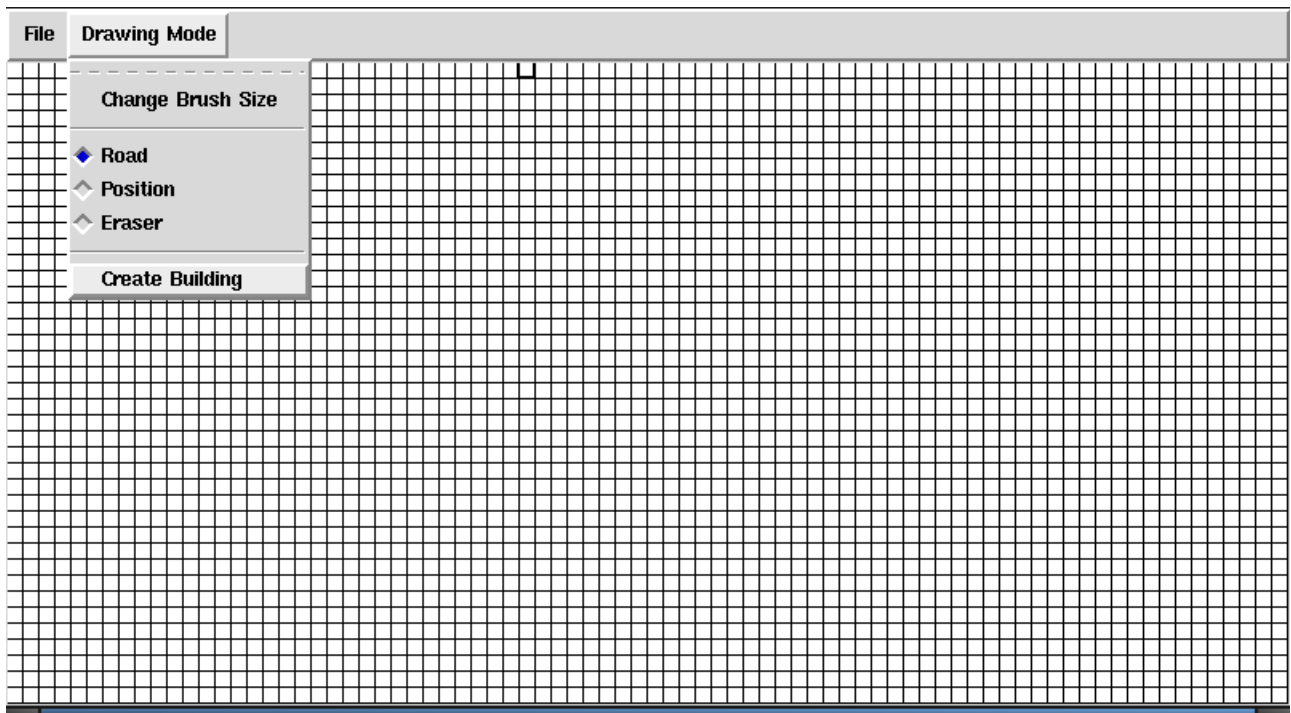 File Drawing Mode
Change Brush Size
Road
Position
Eraser
Create Building